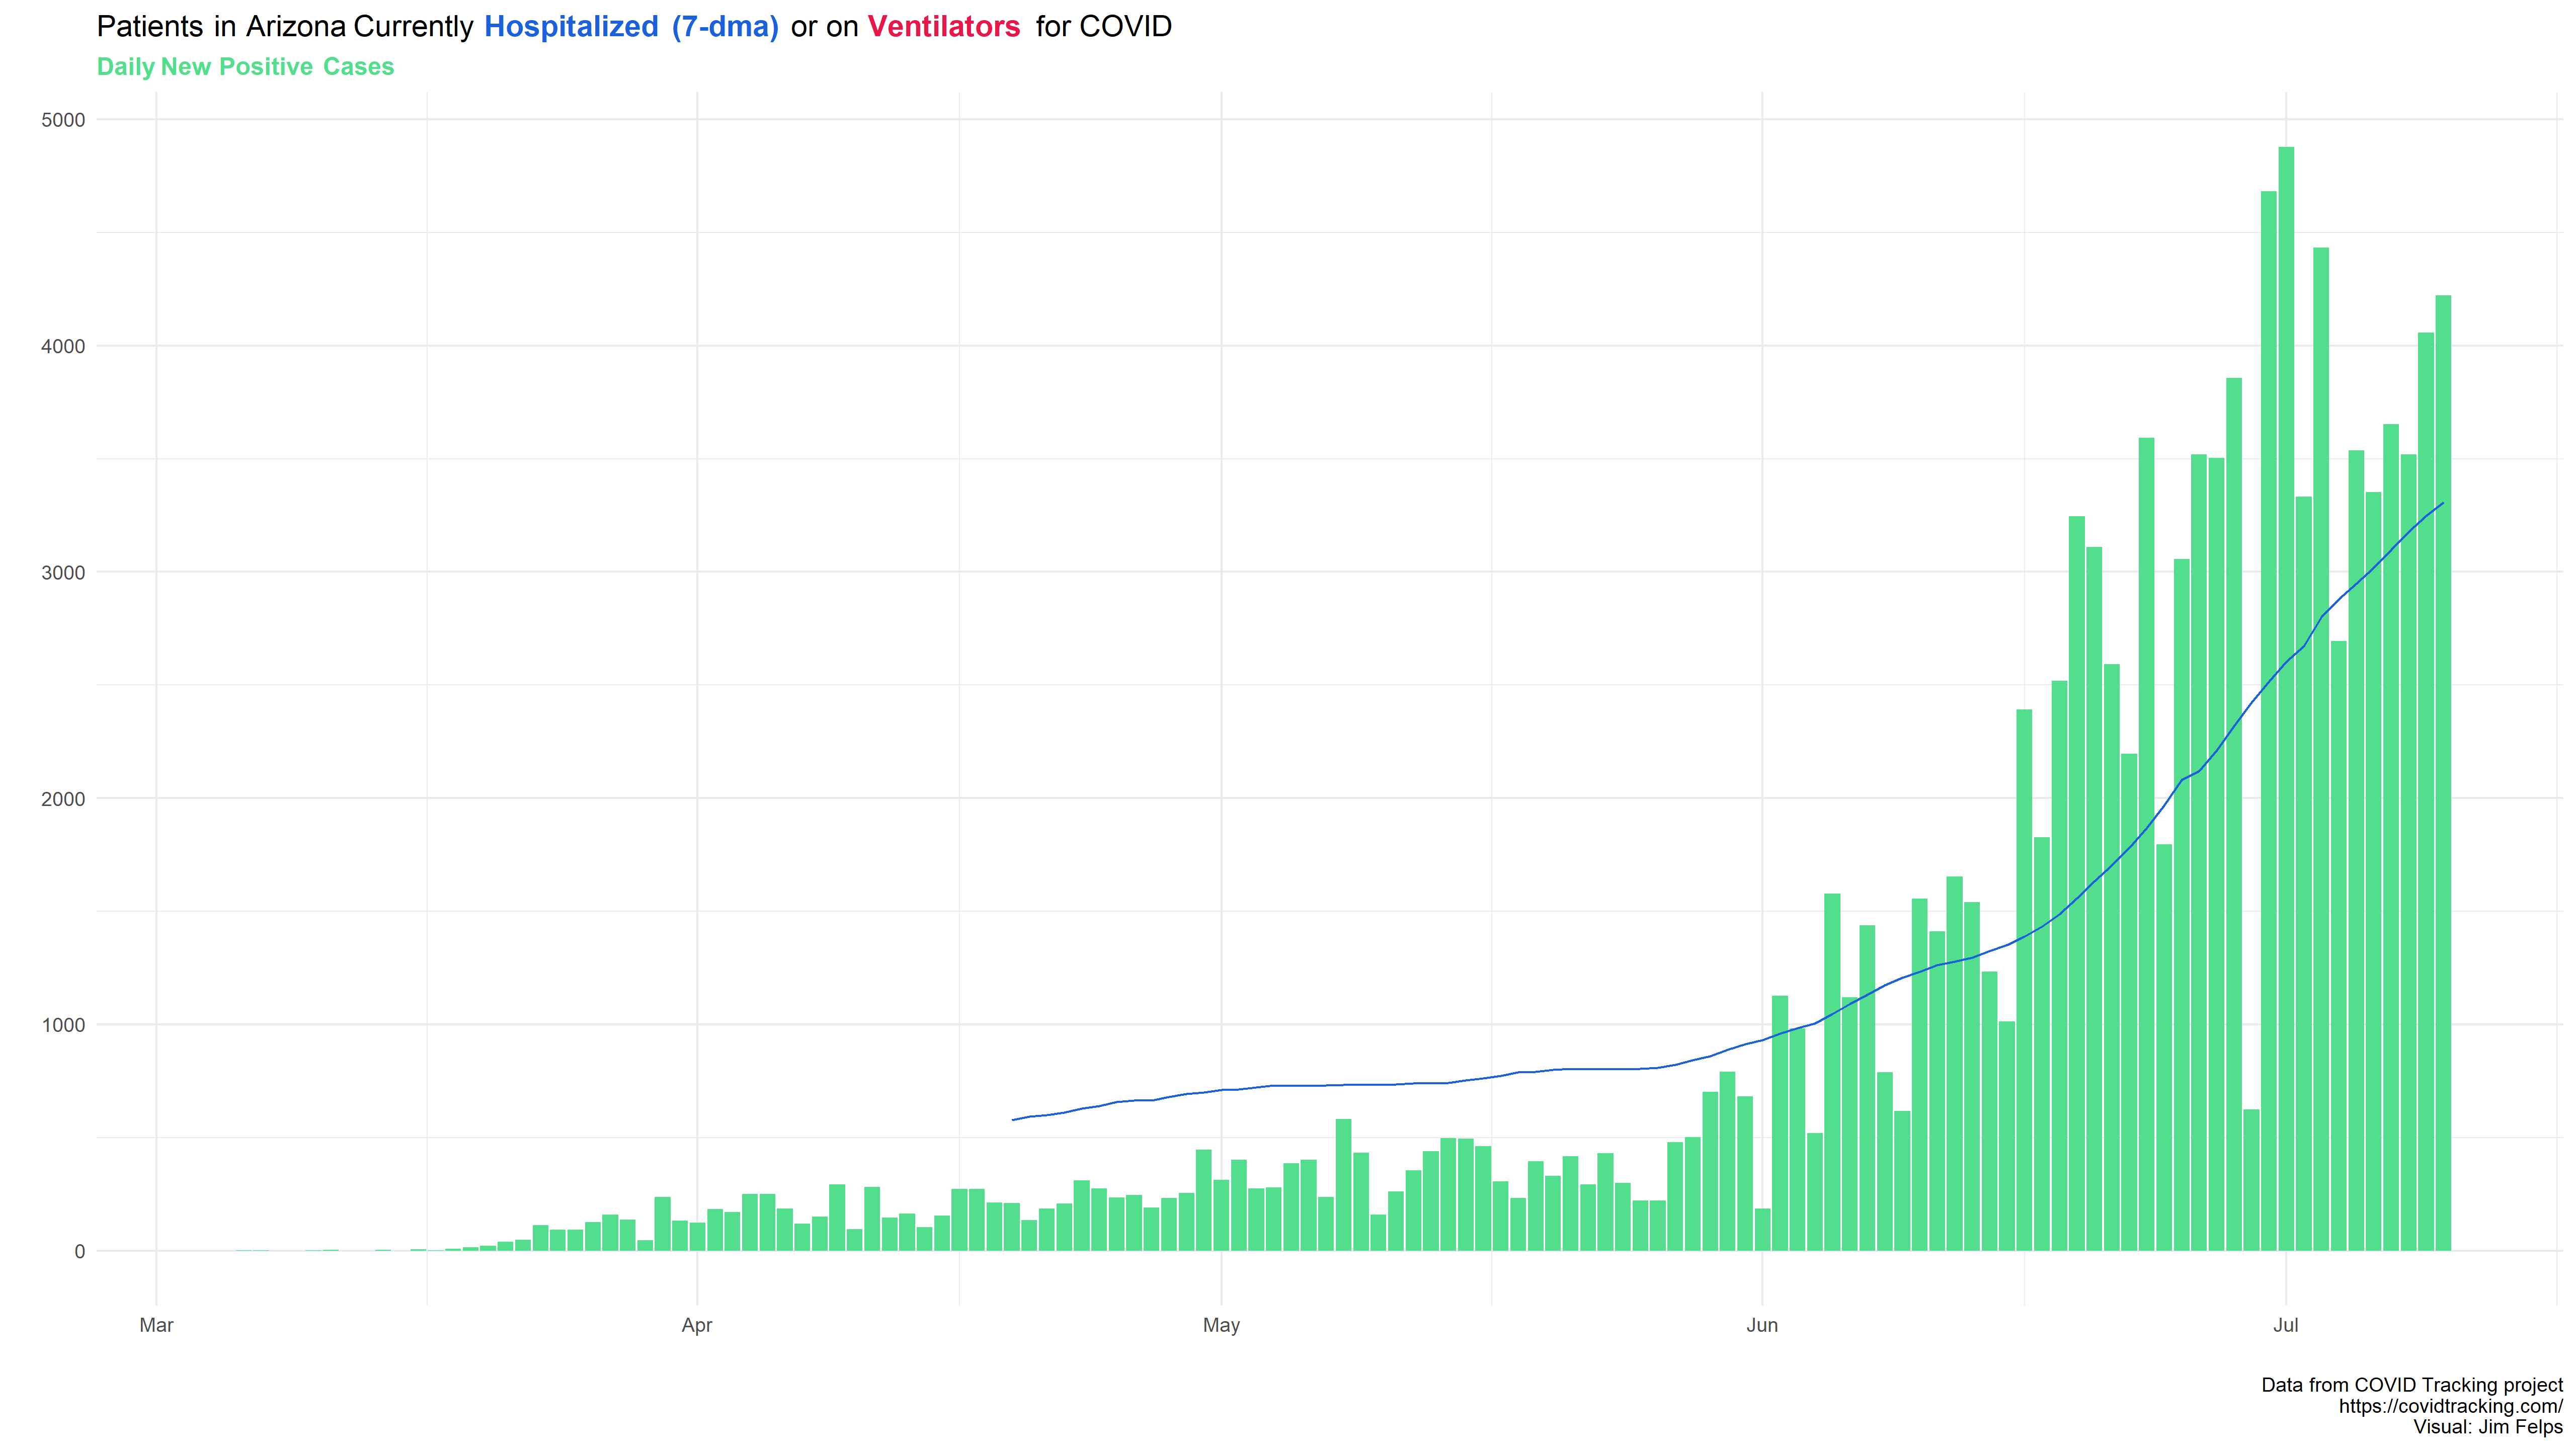 Patients in Arizona Currently Hospitalized (7-dma) or on Ventilators for COVID
Daily New Positive Cases
5000
4000
3000
2000
1000
0
Mar Apr May Jun Jul
Data from COVID Tracking project
https://covidtracking.com/
Visual: Jim Felps